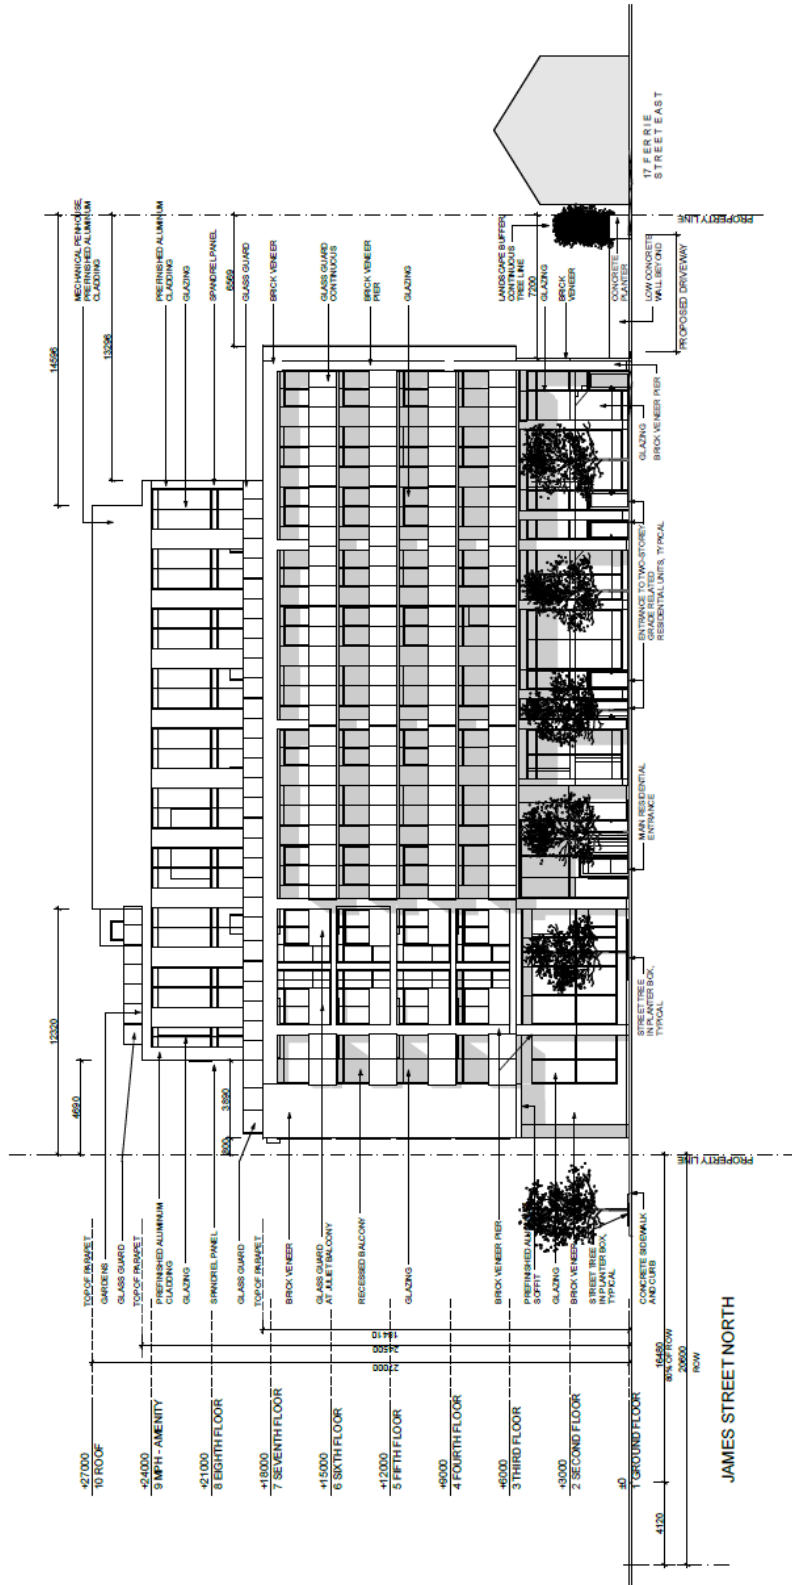 +27000
10 ROOF
+24000
9 MPH - AMENITY
+21000
8 EIGHTH FLOOR
+18000
7 SEVENTH FLOOR
+15000
6 SIXTH FLOOR
+12000
5 FIFTH FLOOR
+9000
4 FOURTH FLOOR
+6000
3 THIRD FLOOR
+3000
2 SECOND FLOOR
±0
1 GROUND FLOOR
27000
24500
18410
TOP OF PARAPET
GARDENS
GLASS GUARD
TOP OF PARAPET
PREFINISHED ALUMINUM
CLADDING
GLAZING
SPANDREL PANEL
GLASS GUARD
TOP OF PARAPET
BRICK VENEER
GLASS GUARD
AT JULIET BALCONY
RECESSED BALCONY
GLAZING
BRICK VENEER PIER
SOFFIT
GLAZING
BRICK VENEER
STREET TREE
IN PLANTER BOX,
TYPICAL
CONCRETE SIDEWALK
AND CURB
4120
16480
80% OF ROW
20600
ROW
JAMES STREET NORTH
PROPERTY LINE
12320
4690
3,890
800
STREET TREE
IN PLANTER BOX,
TYPICAL
MAIN RESIDENTIAL
ENTRANCE
ENTRANCE TO TWO-STOREY
GRADE RELATED
RESIDENTIAL UNITS, TYPICAL
GLAZING
BRICK VENEER PIER
14596
13296
6569
7200
MECHANICAL PENHOUSE,
PREFINISHED ALUMINUM
CLADDING
PREFINISHED ALUMINUM
CLADDING
GLAZING
SPANDREL PANEL
GLASS GUARD
BRICK VENEER
GLASS GUARD
CONTINUOUS
BRICK VENEER
PIER
GLAZING
LANDSCAPE BUFFER,
CONTINUOUS
TREE LINE
GLAZING
BRICK
VENEER
CONCRETE
PLANTER
LOW CONCRETE
WALL BEYOND
PROPOSED DRIVEWAY
PROPERTY LINE
17 FERRIE
STREET EAST